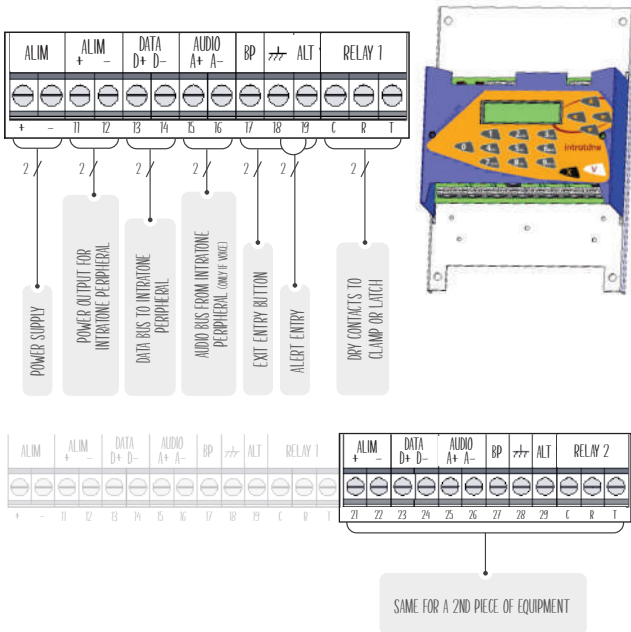 ALIM ALIM DATA AUDIO BP ALT RELAY 1
+ - D+ D- A+ A-
+ - 11 12 13 14 15 16 17 18 19 C R T
2 2 2 2 2 2 2
POWER SUPPLY
POWER OUTPUT FOR
INTRATONE PERIPHERAL
DATA BUS TO INTRATONE
PERIPHERAL
AUDIO BUS FROM INTRATONE
PERIPHERAL (ONLY IF VOICE)
EXIT ENTRY BUTTON
ALERT ENTRY
DRY CONTACTS TO
CLAMP OR LATCH
intratone
V
ALIM ALIM DATA AUDIO BP ALT RELAY 1
+ - D+ D- A+ A-
+ - 11 12 13 14 15 16 17 18 19 C R T
ALIM DATA AUDIO BP ALT RELAY 2
+ - D+ D- A+ A-
21 22 23 24 25 26 27 28 29 C R T
SAME FOR A 2ND PIECE OF EQUIPMENT